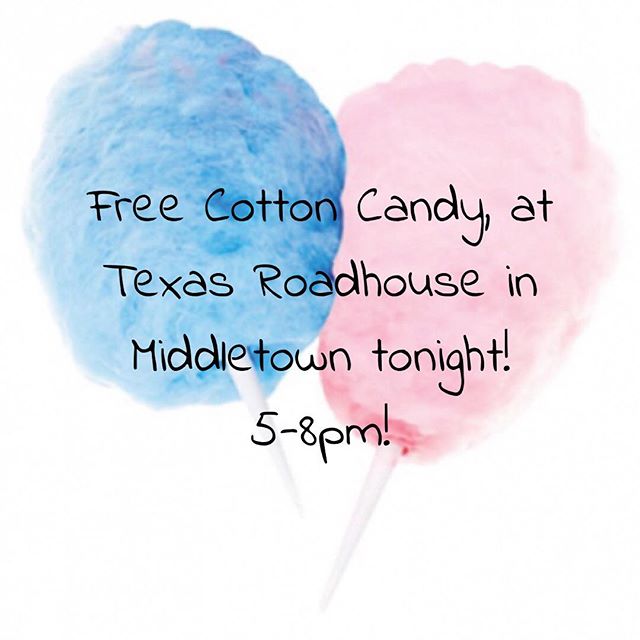 Free Cotton Candy, at
Texas Roadhouse in
Middletown tonight!
5-8pm!